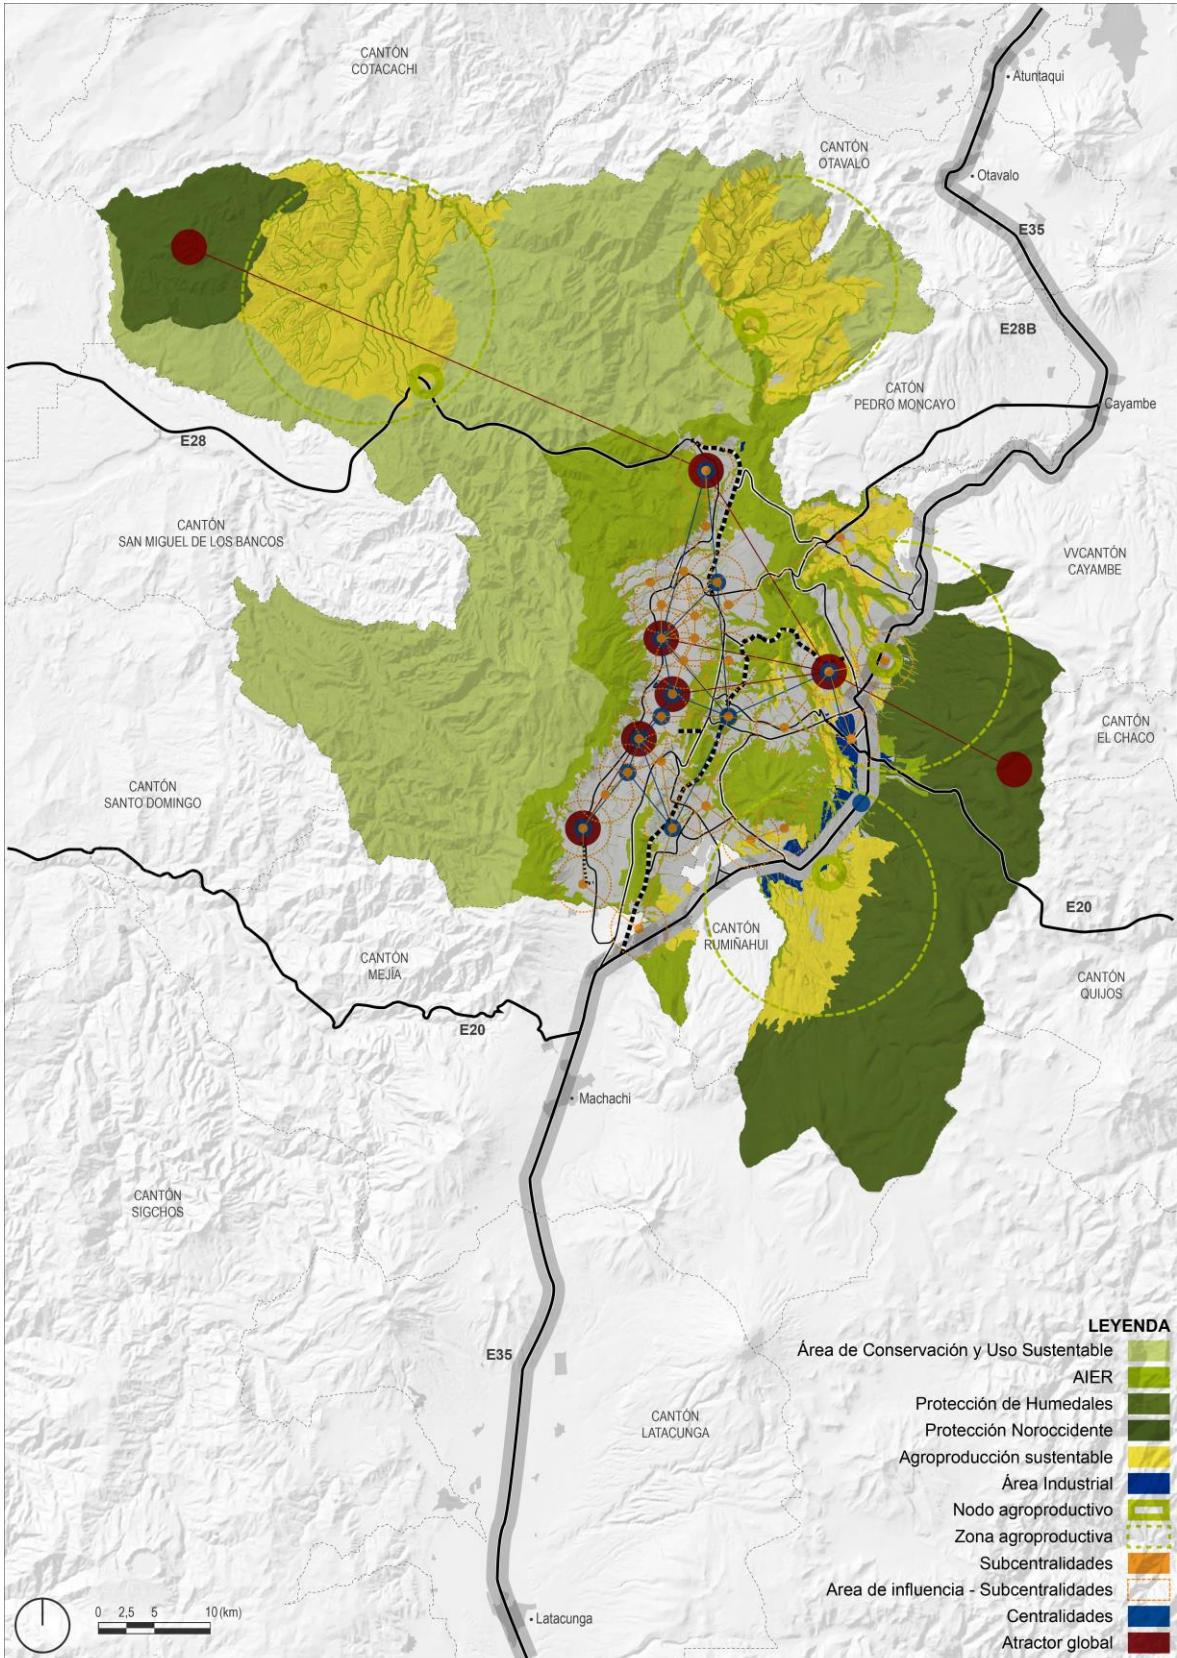 CANTÓN
COTACACHI
Atuntaqui
CANTÓN
OTAVALO
Otavalo
E35
E28B
CATÓN
PEDRO MONCAYO
Cayambe
E28
CANTÓN
SAN MIGUEL DE LOS BANCOS
VVCANTÓN
CAYAMBE
CANTÓN
EL CHACO
CANTÓN
SANTO DOMINGO
E20
CANTÓN
RUMIÑAHUI
CANTÓN
MEJÍA
CANTÓN
QUIJOS
E20
Machachi
CANTÓN
SIGCHOS
E35
CANTÓN
LATACUNGA
LEYENDA
Área de Conservación y Uso Sustentable
AIER
Protección de Humedales
Protección Noroccidente
Agroproducción sustentable
Área Industrial
Nodo agroproductivo
Zona agroproductiva
Subcentralidades
Area de influencia - Subcentralidades
Centralidades
Atractor global
0 2,5 5 10 (km)
Latacunga